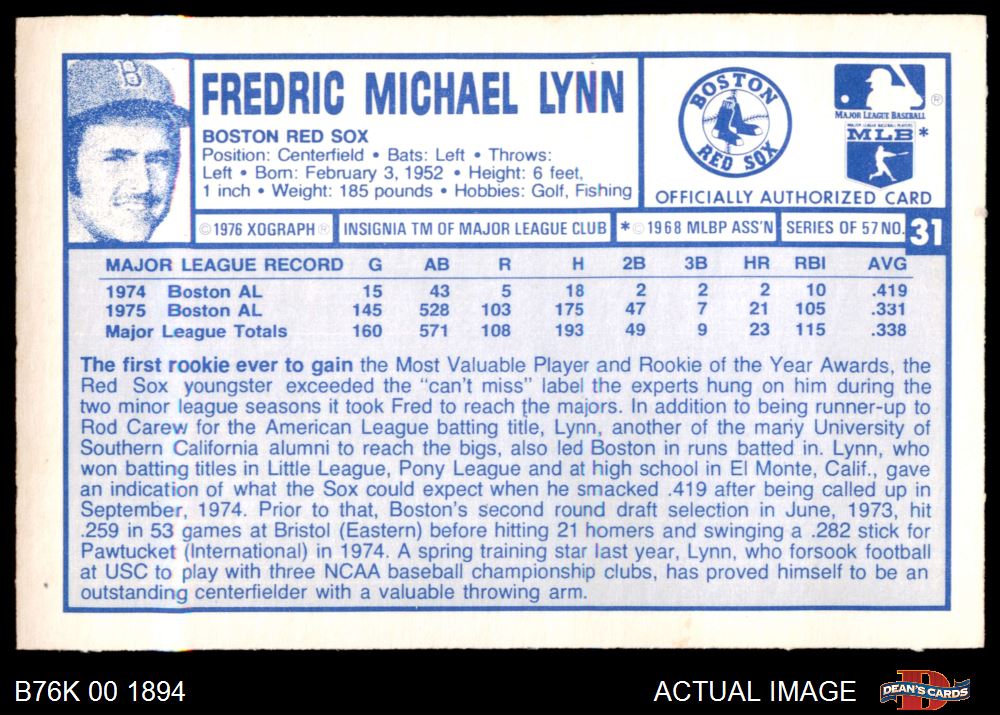 FREDRIC MICHAEL LYNN
BOSTON RED SOX
Position: Centerfield • Bats: Left • Throws:
Left • Born: February 3, 1952 • Height: 6 feet,
1 inch • Weight: 185 pounds • Hobbies: Golf, Fishing
B
BOSTON
RED SOX
MAJOR LEAGUE BASEBALL ®
MAJOR LEAGUE BASEBALL PLAYERS
MLB *
OFFICIALLY AUTHORIZED CARD
© 1976 XOGRAPH ® INSIGNIA TM OF MAJOR LEAGUE CLUB * © 1968 MLBP ASS'N SERIES OF 57 NO. 31
MAJOR LEAGUE RECORD G AB R H 2B 3B HR RBI AVG
1974 Boston AL 15 43 5 18 2 2 2 10 .419
1975 Boston AL 145 528 103 175 47 7 21 105 .331
Major League Totals 160 571 108 193 49 9 23 115 .338
The first rookie ever to gain the Most Valuable Player and Rookie of the Year Awards, the
Red Sox youngster exceeded the "can't miss" label the experts hung on him during the
two minor league seasons it took Fred to reach the majors. In addition to being runner-up to
Rod Carew for the American League batting title, Lynn, another of the many University of
Southern California alumni to reach the bigs, also led Boston in runs batted in. Lynn, who
won batting titles in Little League, Pony League and at high school in El Monte, Calif., gave
an indication of what the Sox could expect when he smacked .419 after being called up in
September, 1974. Prior to that, Boston's second round draft selection in June, 1973, hit
.259 in 53 games at Bristol (Eastern) before hitting 21 homers and swinging a .282 stick for
Pawtucket (International) in 1974. A spring training star last year, Lynn, who forsook football
at USC to play with three NCAA baseball championship clubs, has proved himself to be an
outstanding centerfielder with a valuable throwing arm.
B76K 00 1894
ACTUAL IMAGE
DEAN'S CARDS